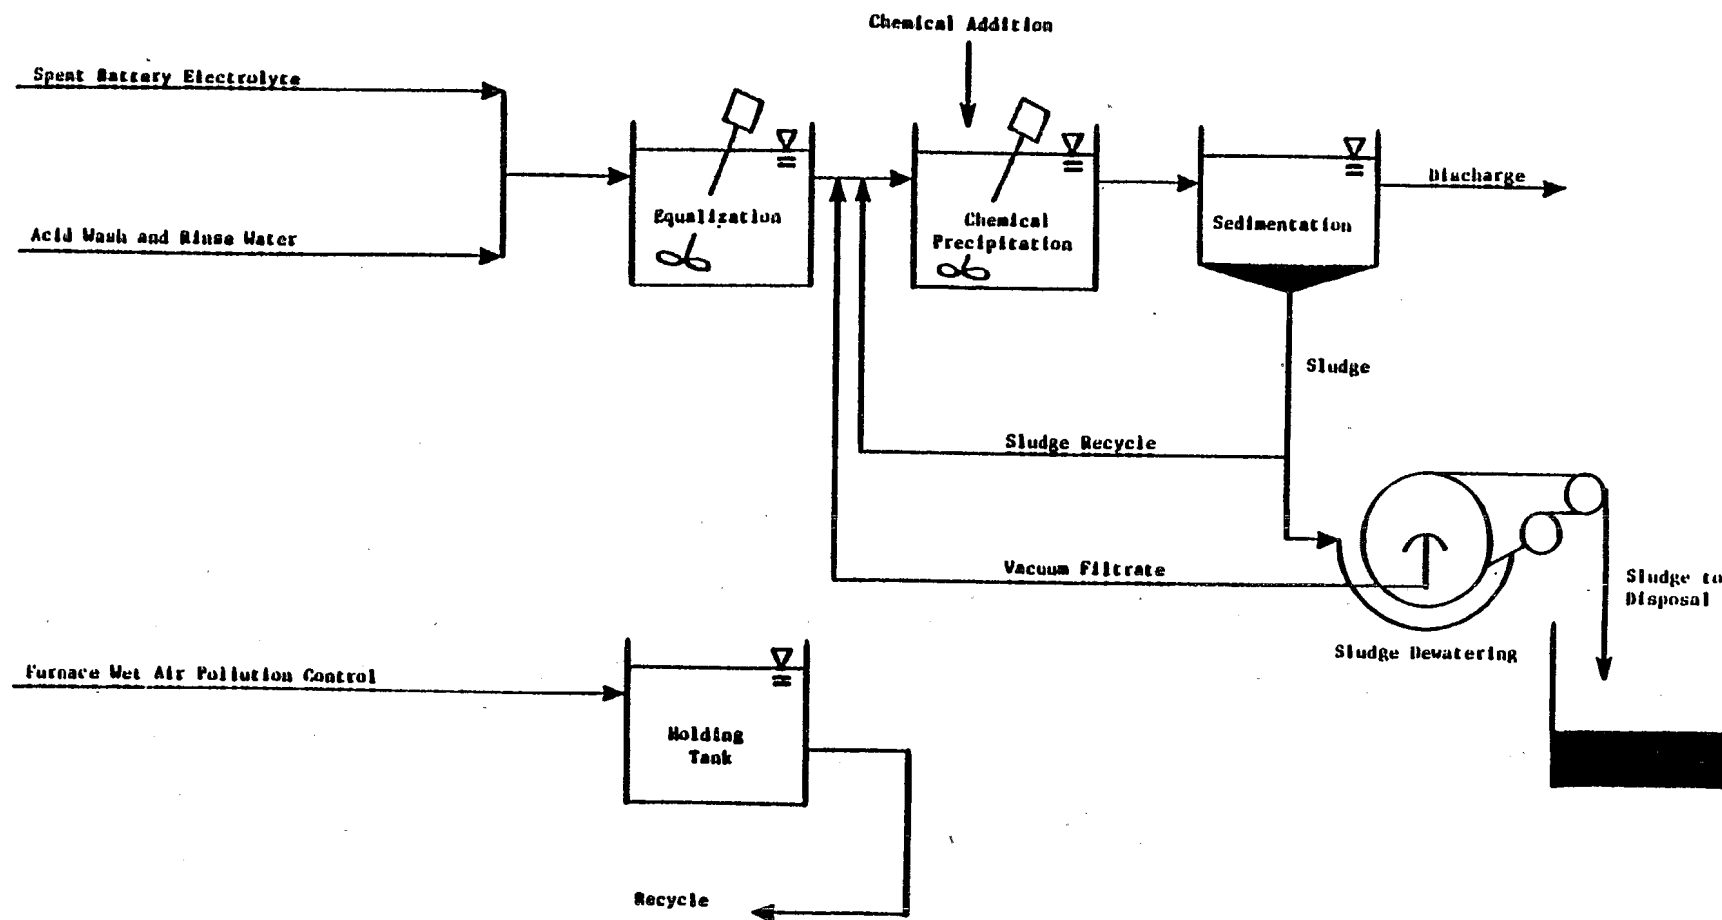 Chemical Addition
Spent Battery Electrolyte
Acid Wash and Rinse Water
Equalization
Chemical
Precipitation
Sedimentation
Discharge
Sludge
Sludge Recycle
Vacuum Filtrate
Sludge to
Disposal
Sludge Dewatering
Furnace Wet Air Pollution Control
Holding
Tank
Recycle